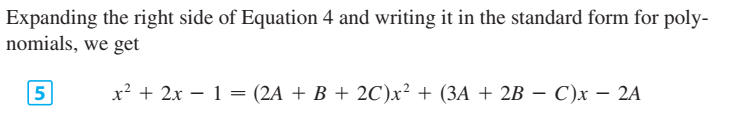 Expanding the right side of Equation 4 and writing it in the standard form for poly-
nomials, we get
5 x² + 2x − 1 = (2A + B + 2C)x² + (3A + 2B − C)x − 2A